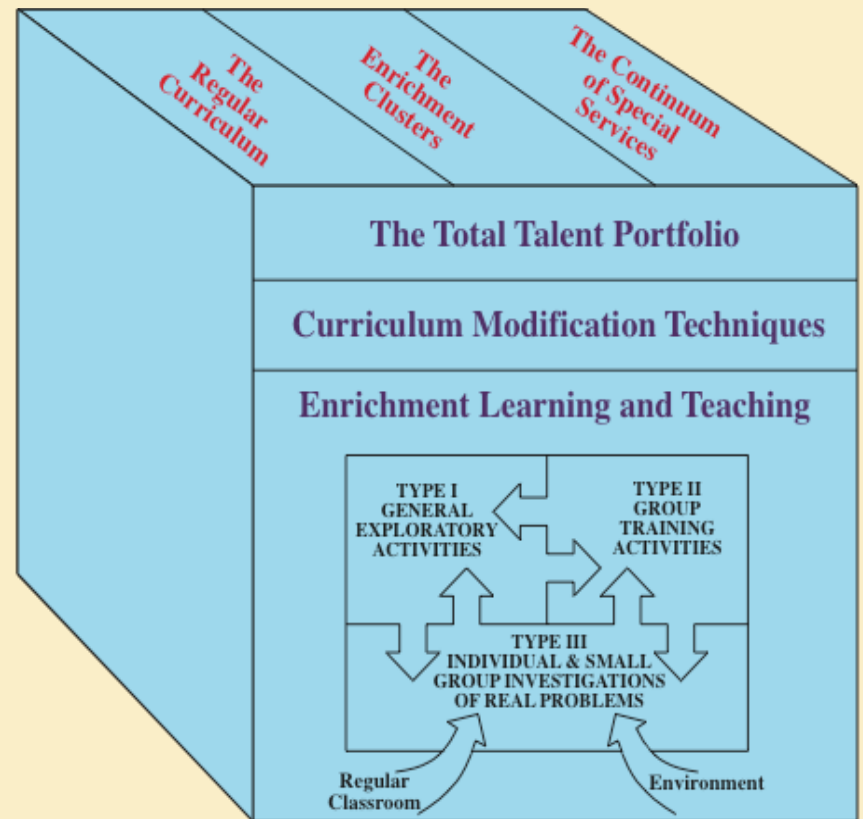 The
Regular
Curriculum
The
Enrichment
Clusters
The Continuum
of Special
Services
The Total Talent Portfolio
Curriculum Modification Techniques
Enrichment Learning and Teaching
TYPE I
GENERAL
EXPLORATORY
ACTIVITIES
TYPE II
GROUP
TRAINING
ACTIVITIES
TYPE III
INDIVIDUAL & SMALL
GROUP INVESTIGATIONS
OF REAL PROBLEMS
Regular
Classroom
Environment